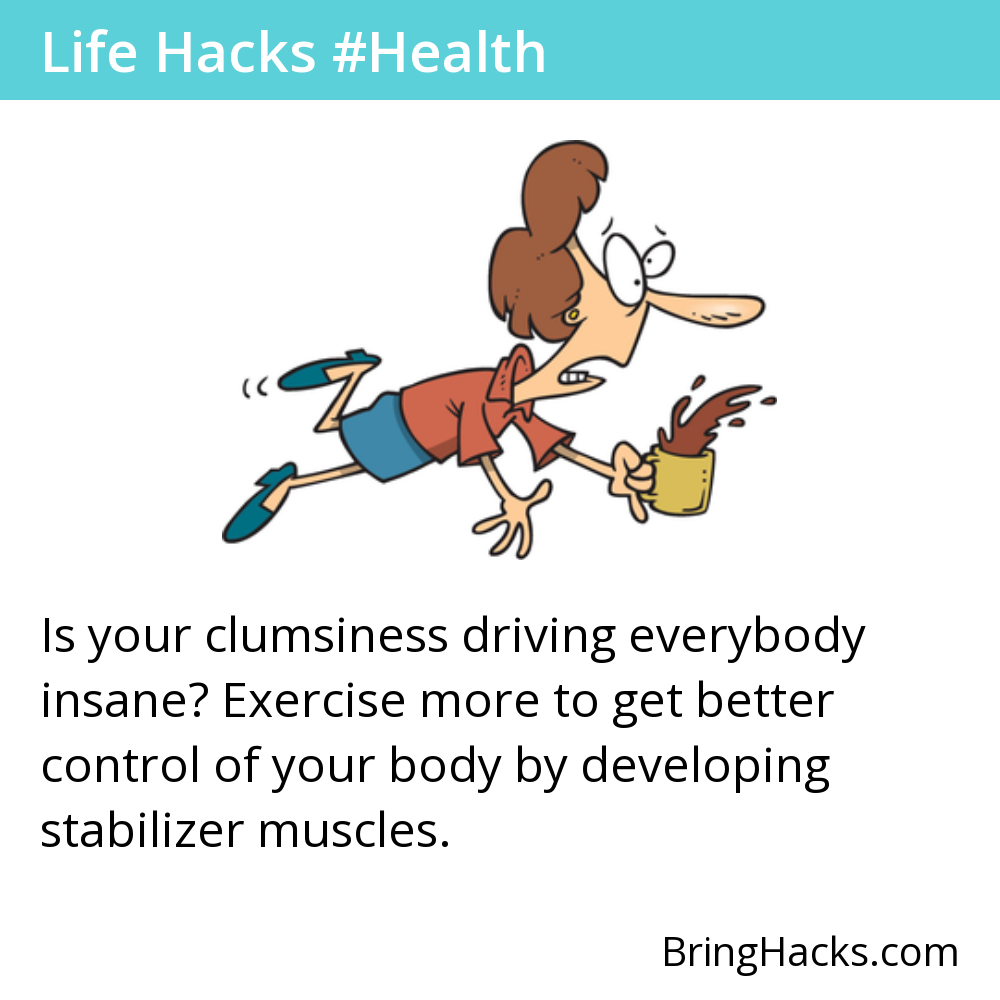 Life Hacks #Health
Is your clumsiness driving everybody
insane? Exercise more to get better
control of your body by developing
stabilizer muscles.
BringHacks.com